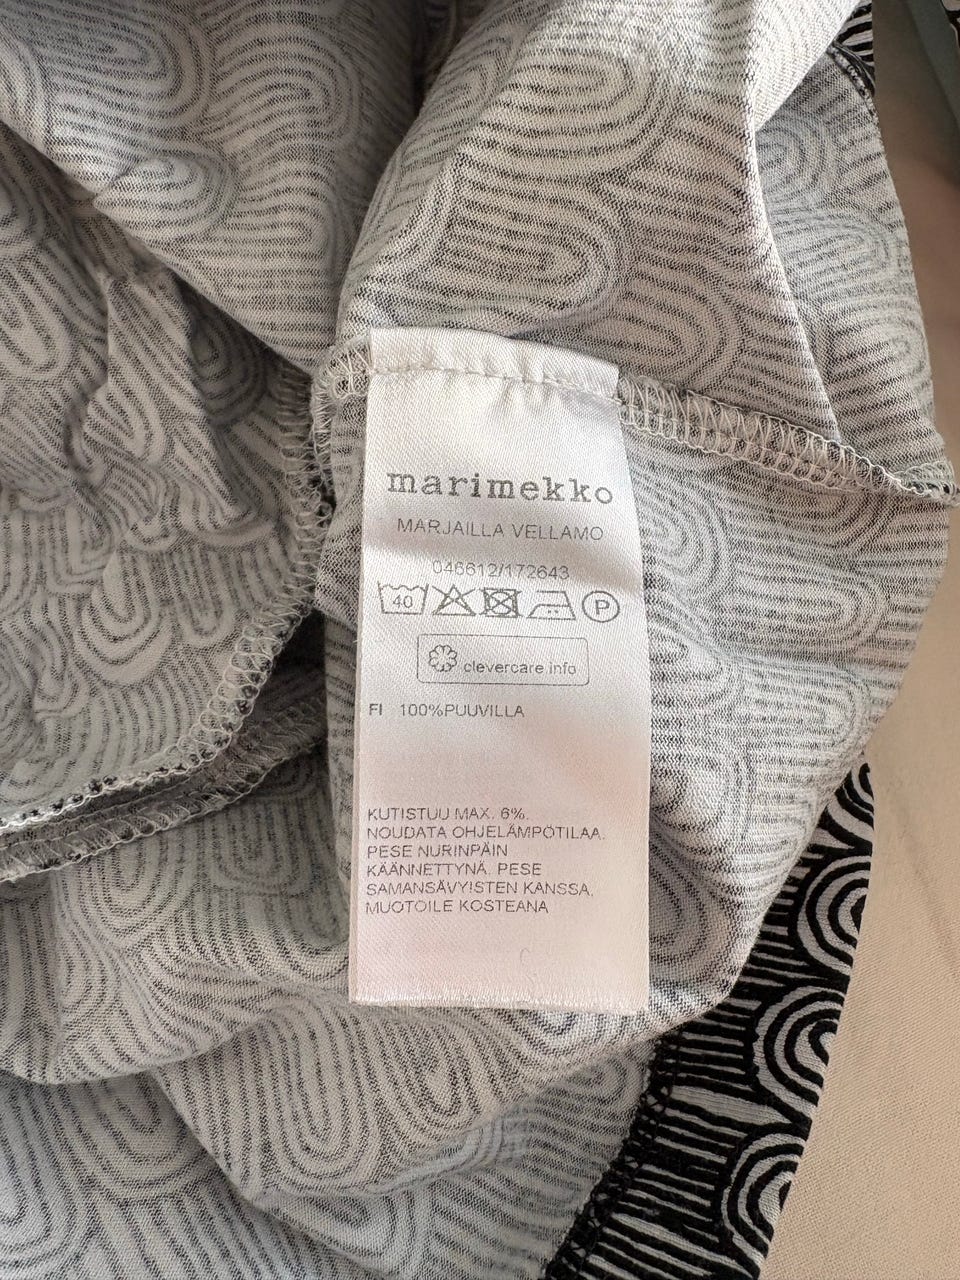 marimekko
MARJAILLA VELLAMO
046612/172643
40 P
clevercare.info
FI 100%PUUVILLA
KUTISTUU MAX. 6%.
NOUDATA OHJELÄMPÖTILAA.
PESE NURINPÄIN
KÄÄNNETTYNÄ. PESE
SAMANSÄVYISTEN KANSSA.
MUOTOILE KOSTEANA